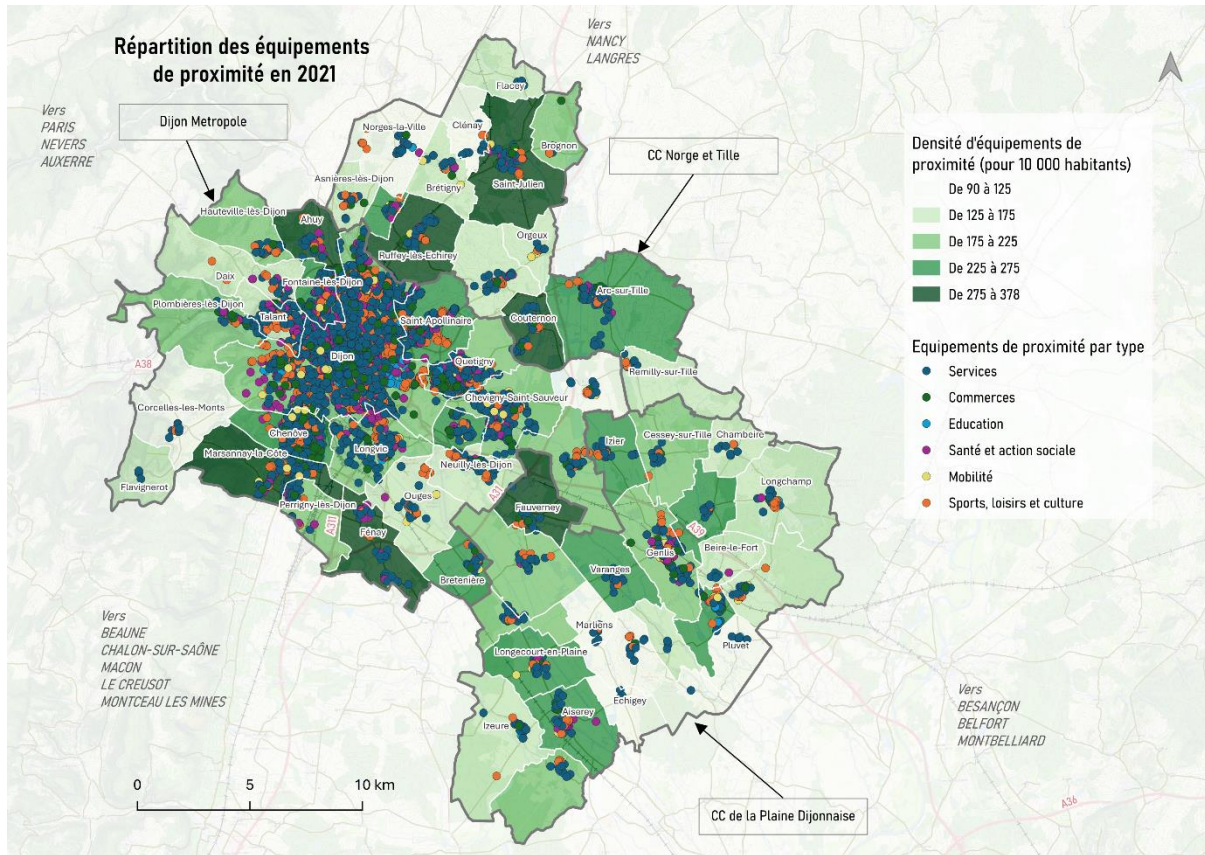 Répartition des équipements
de proximité en 2021
Vers
NANCY
LANGRES
Vers
PARIS
NEVERS
AUXERRE
Dijon Metropole
CC Norge et Tille
Densité d'équipements de
proximité (pour 10 000 habitants)
De 90 à 125
De 125 à 175
De 175 à 225
De 225 à 275
De 275 à 378
Equipements de proximité par type
Services
Commerces
Education
Santé et action sociale
Mobilité
Sports, loisirs et culture
Flacey
Norges-la-Ville
Clénay
Brognon
Asnières-lès-Dijon
Brétigny
Saint-Julien
Hauteville-lès-Dijon
Ahuy
Orgeux
Ruffey-lès-Echirey
Daix
Fontaine-lès-Dijon
Arc-sur-Tille
Plombières-lès-Dijon
Talant
Saint-Apollinaire
Couternon
Dijon
A38
Quetigny
Remilly-sur-Tille
Chevigny-Saint-Sauveur
Corcelles-les-Monts
Chenôve
Izier
Cessey-sur-Tille
Chambeire
Marsannay-la-Côte
Longvic
Neuilly-lès-Dijon
Longchamp
Flavignerot
Perrigny-lès-Dijon
Ouges
A31
Fauverney
A311
Fénay
A39
Genlis
Beire-le-Fort
Bretenière
Varanges
Marliens
Pluvet
Longecourt-en-Plaine
Echigey
Aiserey
Izeure
Vers
BEAUNE
CHALON-SUR-SAÔNE
MACON
LE CREUSOT
MONTCEAU LES MINES
Vers
BESANÇON
BELFORT
MONTBELLIARD
0 5 10 km
CC de la Plaine Dijonnaise
A36